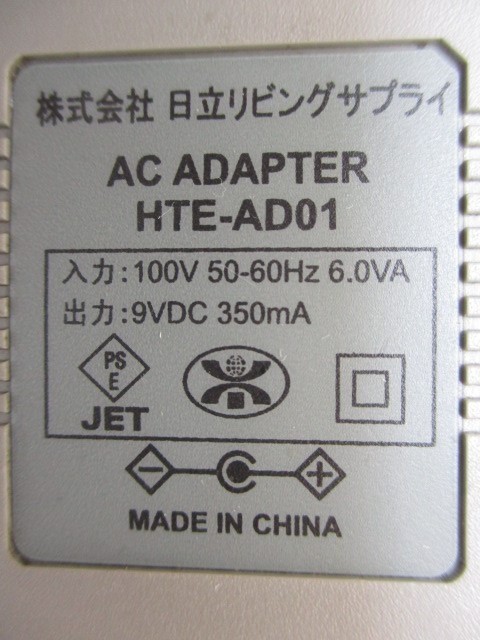 株式会社 日立リビングサプライ
AC ADAPTER
HTE-AD01
入力:100V 50-60Hz 6.0VA
出力:9VDC 350mA
PS
E
JET
MADE IN CHINA